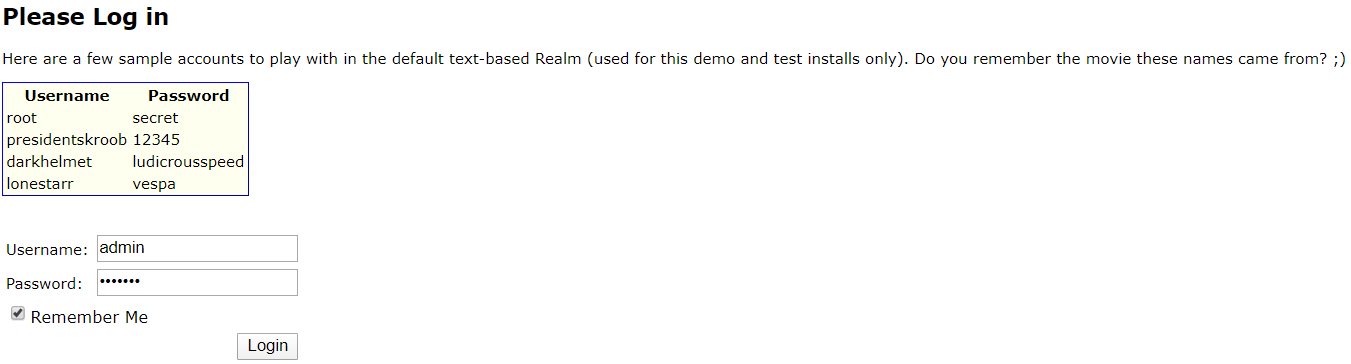 Please Log in
Here are a few sample accounts to play with in the default text-based Realm (used for this demo and test installs only). Do you remember the movie these names came from? ;)
Username Password
root secret
presidentskroob 12345
darkhelmet ludicrousspeed
lonestarr vespa
Username: admin
Password: •••••••
Remember Me
Login